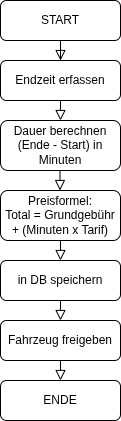 START
Endzeit erfassen
Dauer berechnen
(Ende - Start) in
Minuten
Preisformel:
Total = Grundgebühr
+ (Minuten x Tarif)
in DB speichern
Fahrzeug freigeben
ENDE